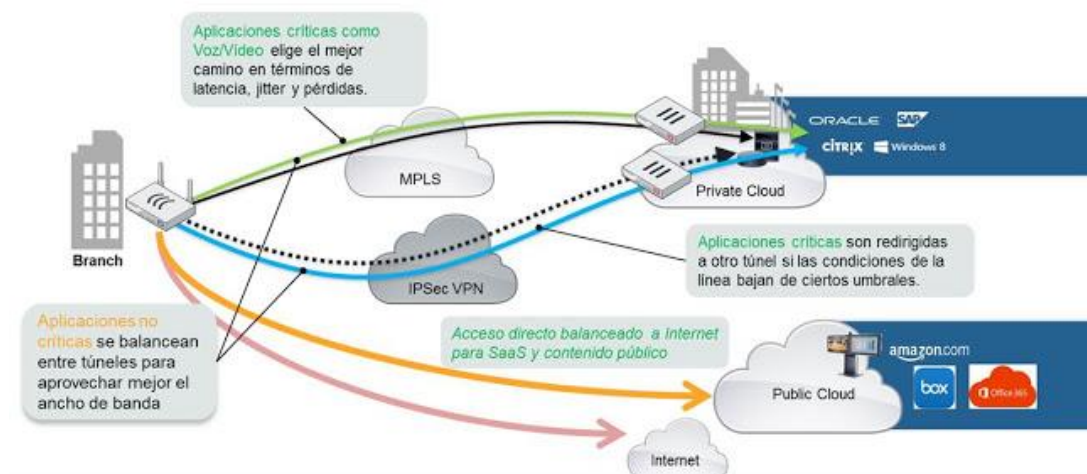 Aplicaciones críticas como
Voz/Vídeo elige el mejor
camino en términos de
latencia, jitter y pérdidas.
MPLS
ORACLE SAP
CİTRIX Windows 8
Private Cloud
Branch
Aplicaciones críticas son redirigidas
a otro túnel si las condiciones de la
línea bajan de ciertos umbrales.
IPSec VPN
Aplicaciones no
críticas se balancean
entre túneles para
aprovechar mejor el
ancho de banda
Acceso directo balanceado a Internet
para SaaS y contenido público
amazon.com
Public Cloud
box
Office 365
Internet